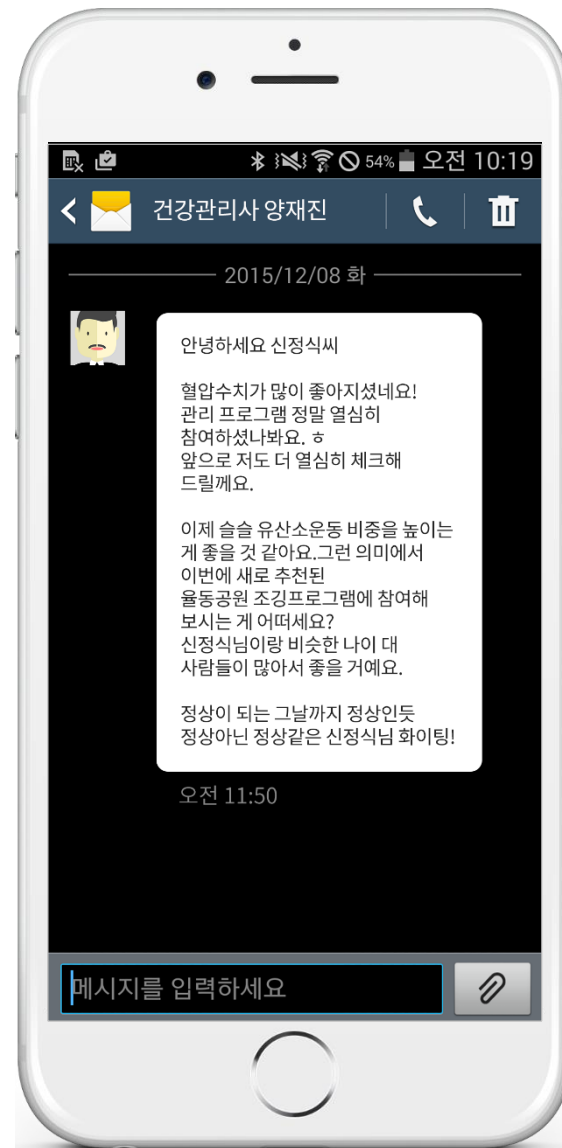 54% 오전 10:19
건강관리사 양재진
2015/12/08 화
안녕하세요 신정식씨
혈압수치가 많이 좋아지셨네요!
관리 프로그램 정말 열심히
참여하셨나봐요. ㅎ
앞으로 저도 더 열심히 체크해
드릴께요.
이제 슬슬 유산소운동 비중을 높이는
게 좋을 것 같아요.그런 의미에서
이번에 새로 추천된
율동공원 조깅프로그램에 참여해
보시는 게 어떠세요?
신정식님이랑 비슷한 나이 대
사람들이 많아서 좋을 거예요.
정상이 되는 그날까지 정상인듯
정상아닌 정상같은 신정식님 화이팅!
오전 11:50
메시지를 입력하세요